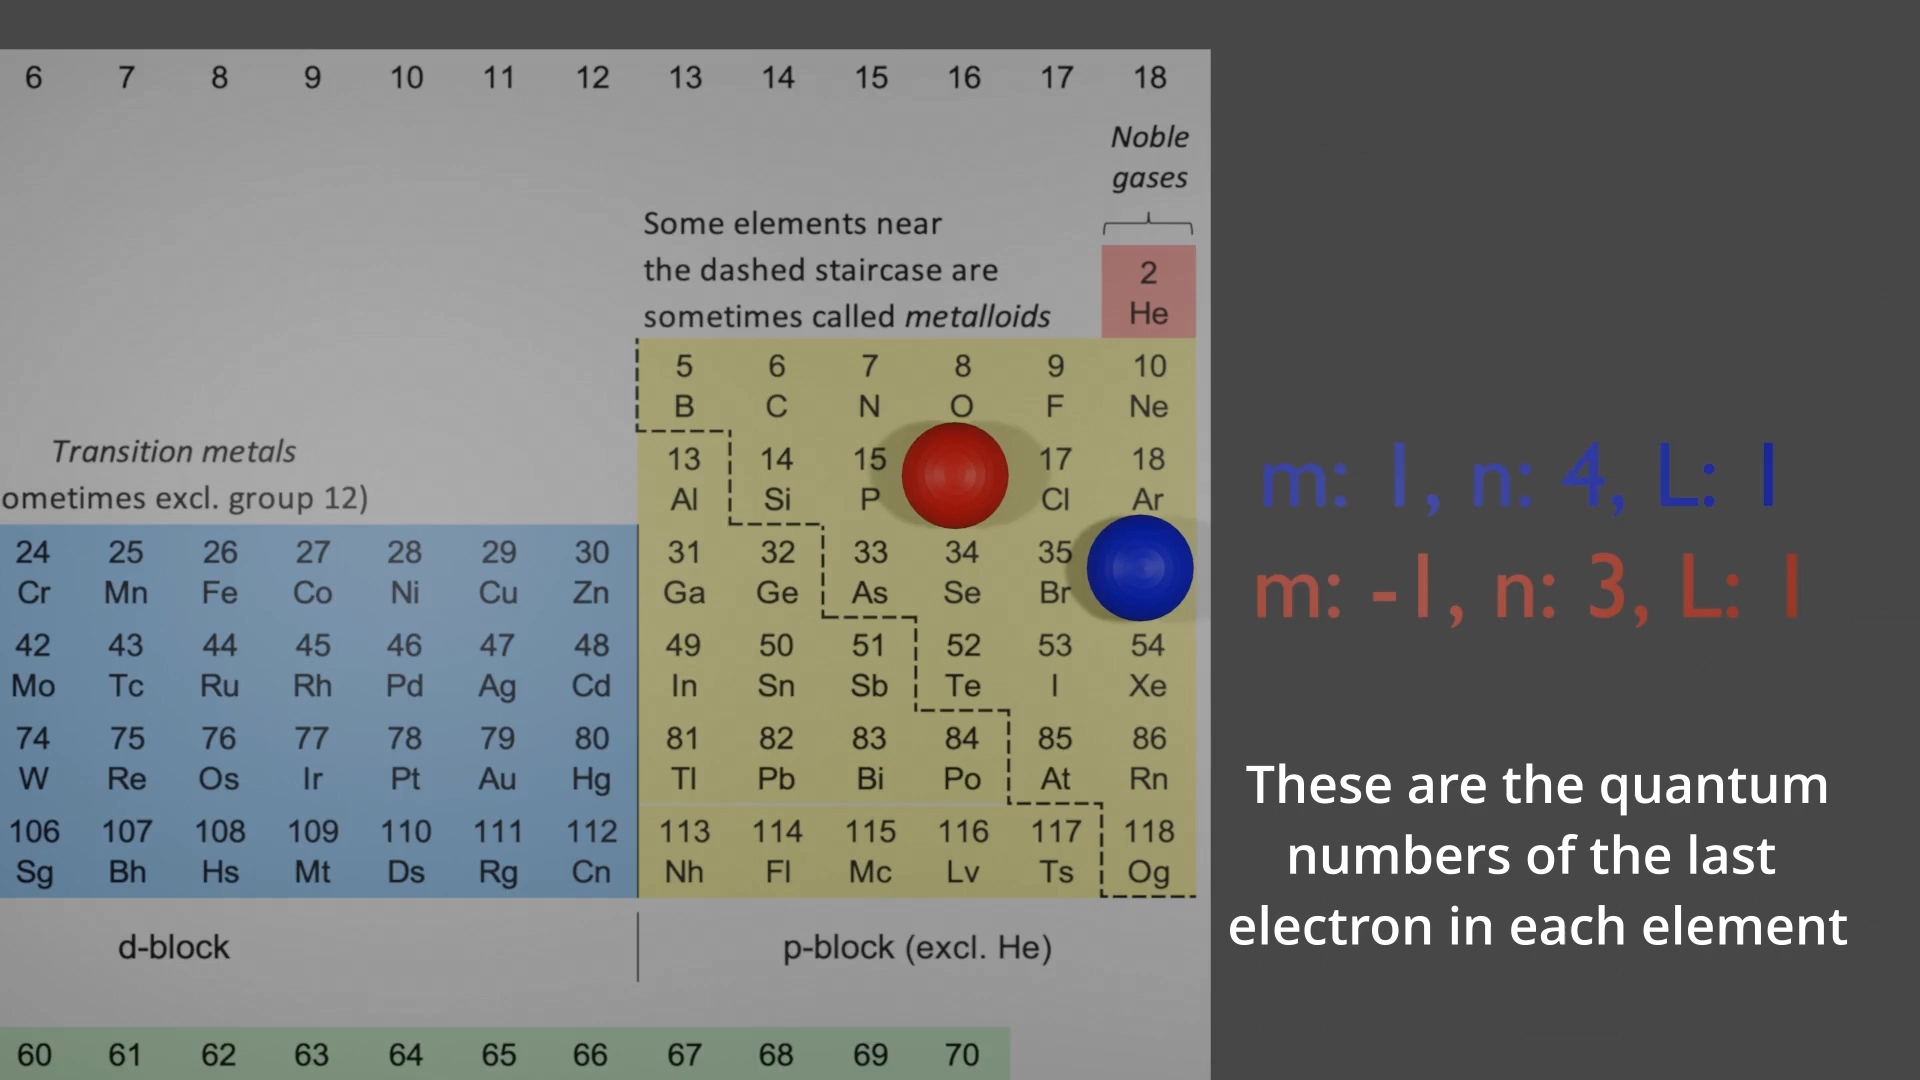 6 7 8 9 10 11 12 13 14 15 16 17 18
Noble
gases
Some elements near
the dashed staircase are
sometimes called metalloids
2
He
5 6 7 8 9 10
B C N O F Ne
Transition metals
ometimes excl. group 12)
13 14 15 17 18
Al Si P Cl Ar
24 25 26 27 28 29 30 31 32 33 34 35
Cr Mn Fe Co Ni Cu Zn Ga Ge As Se Br
42 43 44 45 46 47 48 49 50 51 52 53 54
Mo Tc Ru Rh Pd Ag Cd In Sn Sb Te I Xe
74 75 76 77 78 79 80 81 82 83 84 85 86
W Re Os Ir Pt Au Hg Tl Pb Bi Po At Rn
106 107 108 109 110 111 112 113 114 115 116 117 118
Sg Bh Hs Mt Ds Rg Cn Nh Fl Mc Lv Ts Og
d-block
p-block (excl. He)
60 61 62 63 64 65 66 67 68 69 70
m: 1, n: 4, L: 1
m: -1, n: 3, L: 1
These are the quantum
numbers of the last
electron in each element